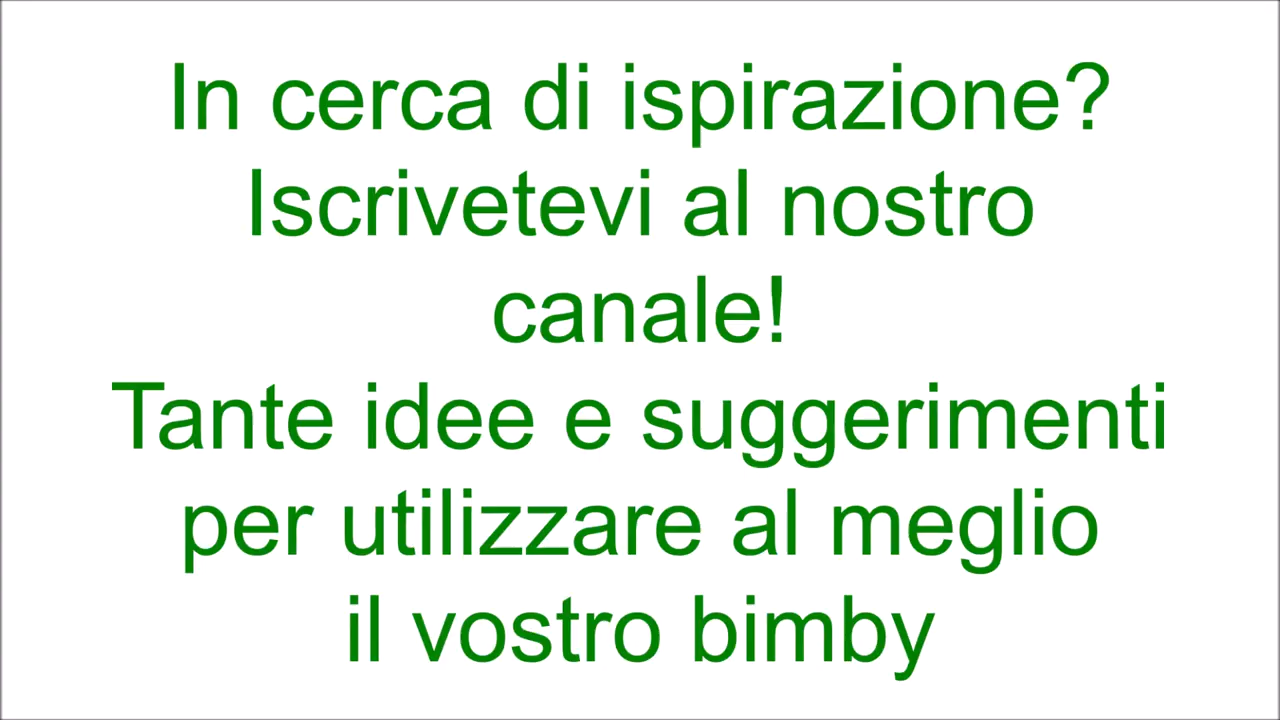 In cerca di ispirazione?
Iscrivetevi al nostro
canale!
Tante idee e suggerimenti
per utilizzare al meglio
il vostro bimby